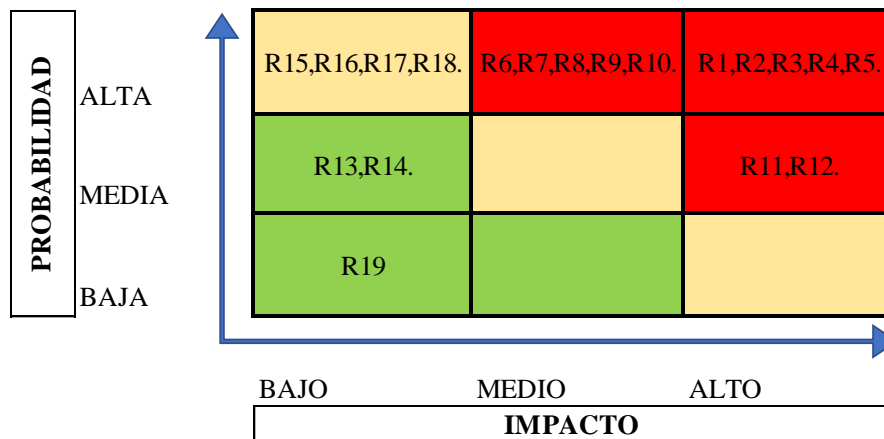 PROBABILIDAD
ALTA
R15,R16,R17,R18.
R6,R7,R8,R9,R10.
R1,R2,R3,R4,R5.
MEDIA
R13,R14.
R11,R12.
BAJA
R19
BAJO
MEDIO
ALTO
IMPACTO